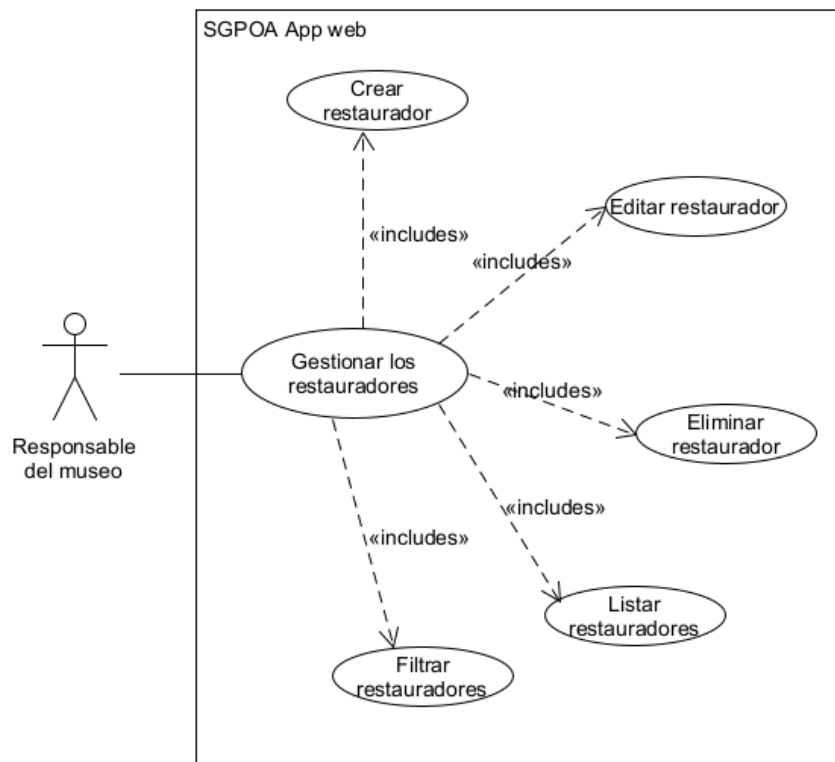 SGPOA App web
Crear
restaurador
«includes»
Editar restaurador
«includes»
Gestionar los
restauradores
«includes»
Eliminar
restaurador
Responsable
del museo
«includes»
«includes»
Listar
restauradores
Filtrar
restauradores